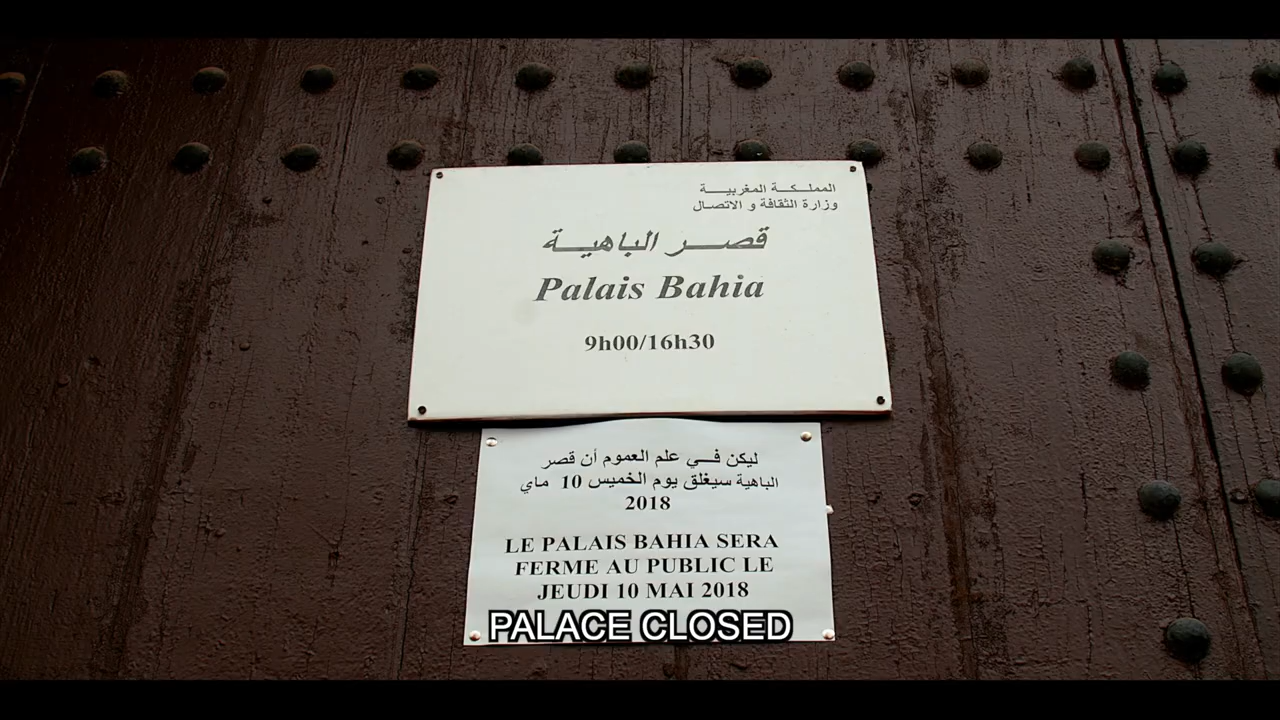 المملكة المغربية
وزارة الثقافة و الاتصال
قصر الباهية
Palais Bahia
9h00/16h30
ليكن في علم العموم أن قصر
الباهية سيغلق يوم الخميس 10 ماي
2018
LE PALAIS BAHIA SERA
FERME AU PUBLIC LE
JEUDI 10 MAI 2018
PALACE CLOSED